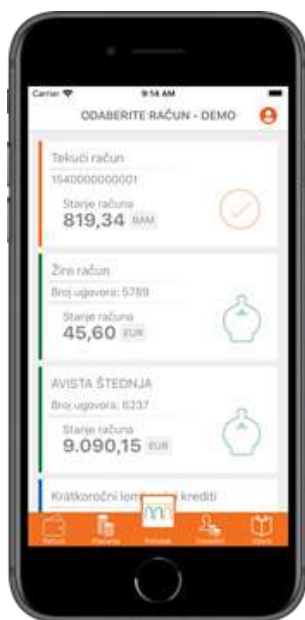 Carrier 9:14 AM
ODABERITE RAČUN - DEMO
Tekući račun
1540000000001
Stanje računa
819,34 BAM
Žiro račun
Broj ugovora: 5789
Stanje računa
45,60 EUR
AVISTA ŠTEDNJA
Broj ugovora: 6237
Stanje računa
9.090,15 EUR
Kratkoročni krediti
Računi Plaćanja Početak